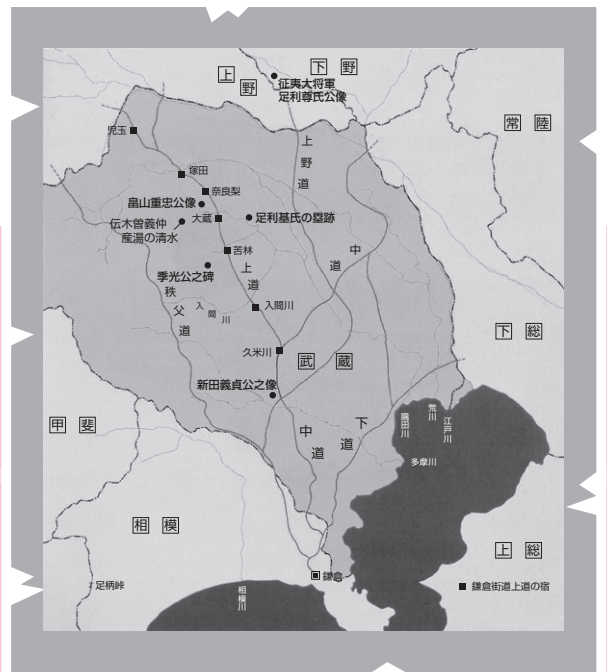 上野
下野
征夷大将軍
足利尊氏公像
常陸
児玉
上野道
塚田
奈良梨
畠山重忠公像
大蔵
足利基氏の塁跡
伝木曽義仲
産湯の清水
苦林
中道
季光公之碑
上道
秩父道
入間川
入間川
下総
久米川
武蔵
新田義貞公之像
甲斐
中道
下道
隅田川
荒川
江戸川
多摩川
相模
上総
鎌倉
足柄峠
相模川
鎌倉街道上道の宿